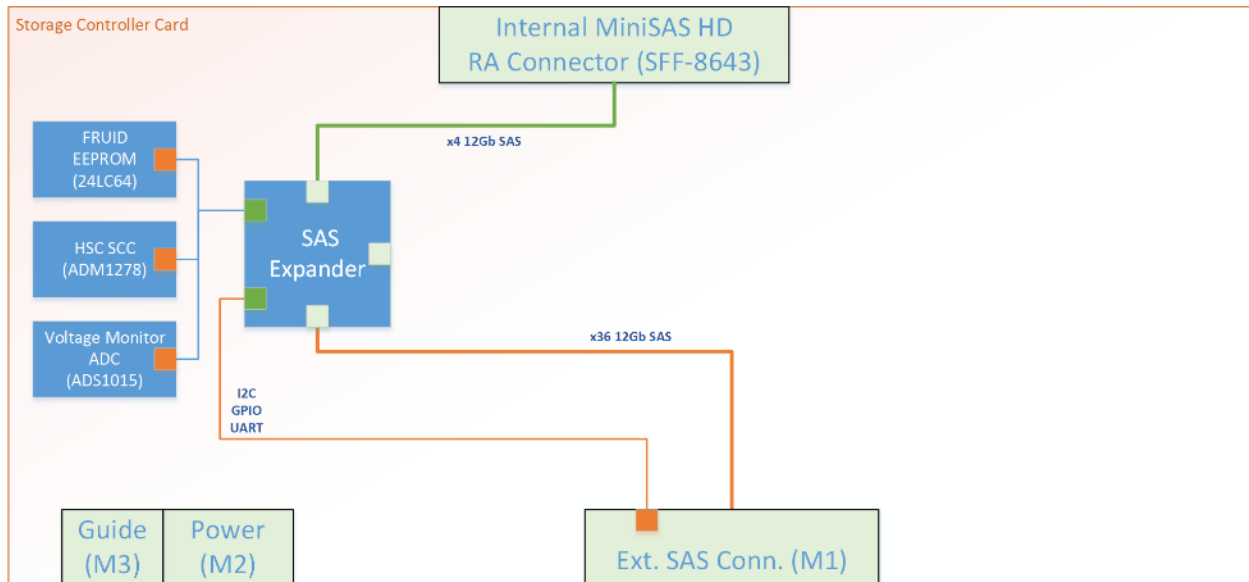 Storage Controller Card
Internal MiniSAS HD
RA Connector (SFF-8643)
x4 12Gb SAS
FRUID
EEPROM
(24LC64)
HSC SCC
(ADM1278)
Voltage Monitor
ADC
(ADS1015)
SAS
Expander
x36 12Gb SAS
I2C
GPIO
UART
Guide
(M3)
Power
(M2)
Ext. SAS Conn. (M1)